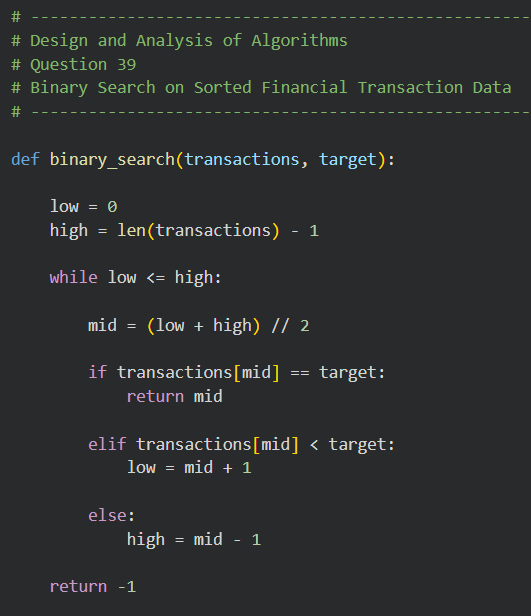 # ----------------------------------------------------
# Design and Analysis of Algorithms
# Question 39
# Binary Search on Sorted Financial Transaction Data
# ----------------------------------------------------
def binary_search(transactions, target):
    low = 0
    high = len(transactions) - 1
    while low <= high:
        mid = (low + high) // 2
        if transactions[mid] == target:
            return mid
        elif transactions[mid] < target:
            low = mid + 1
        else:
            high = mid - 1
    return -1